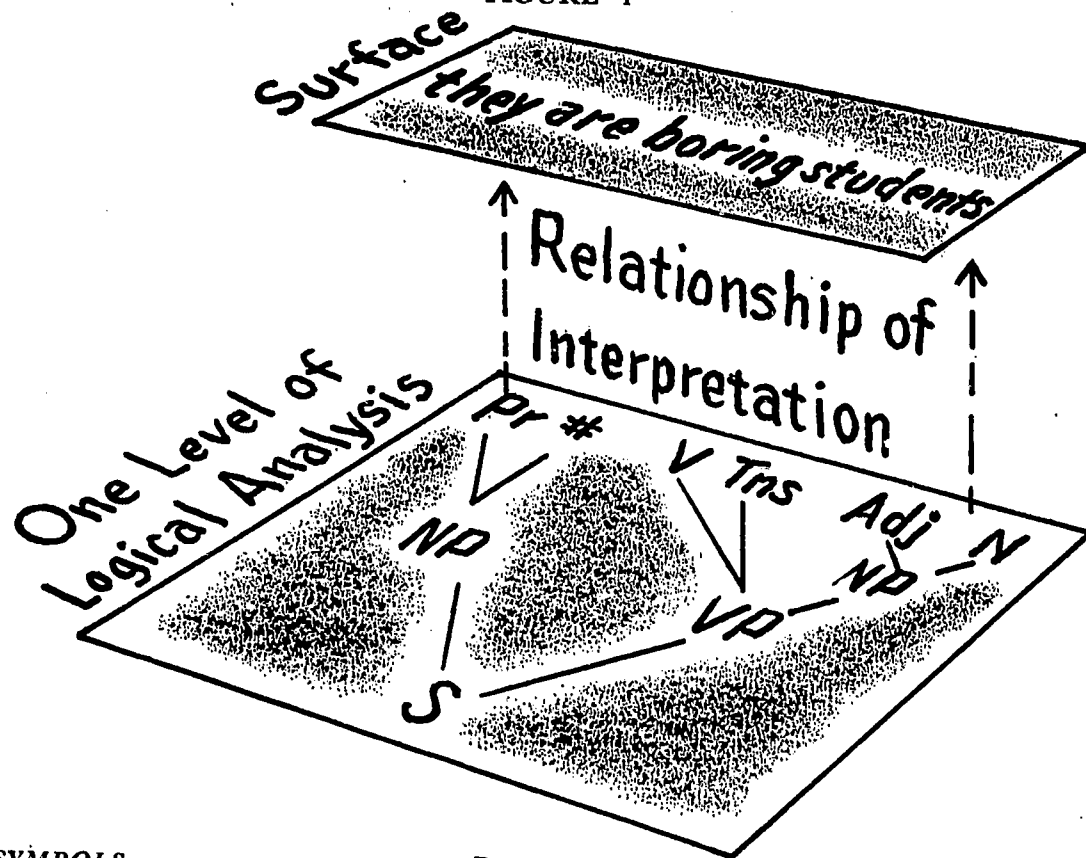 Surface
they are boring students
Relationship of
Interpretation
One Level of
Logical Analysis
Pr # V Tns Adj N
NP NP
VP
S
SYMBOLS